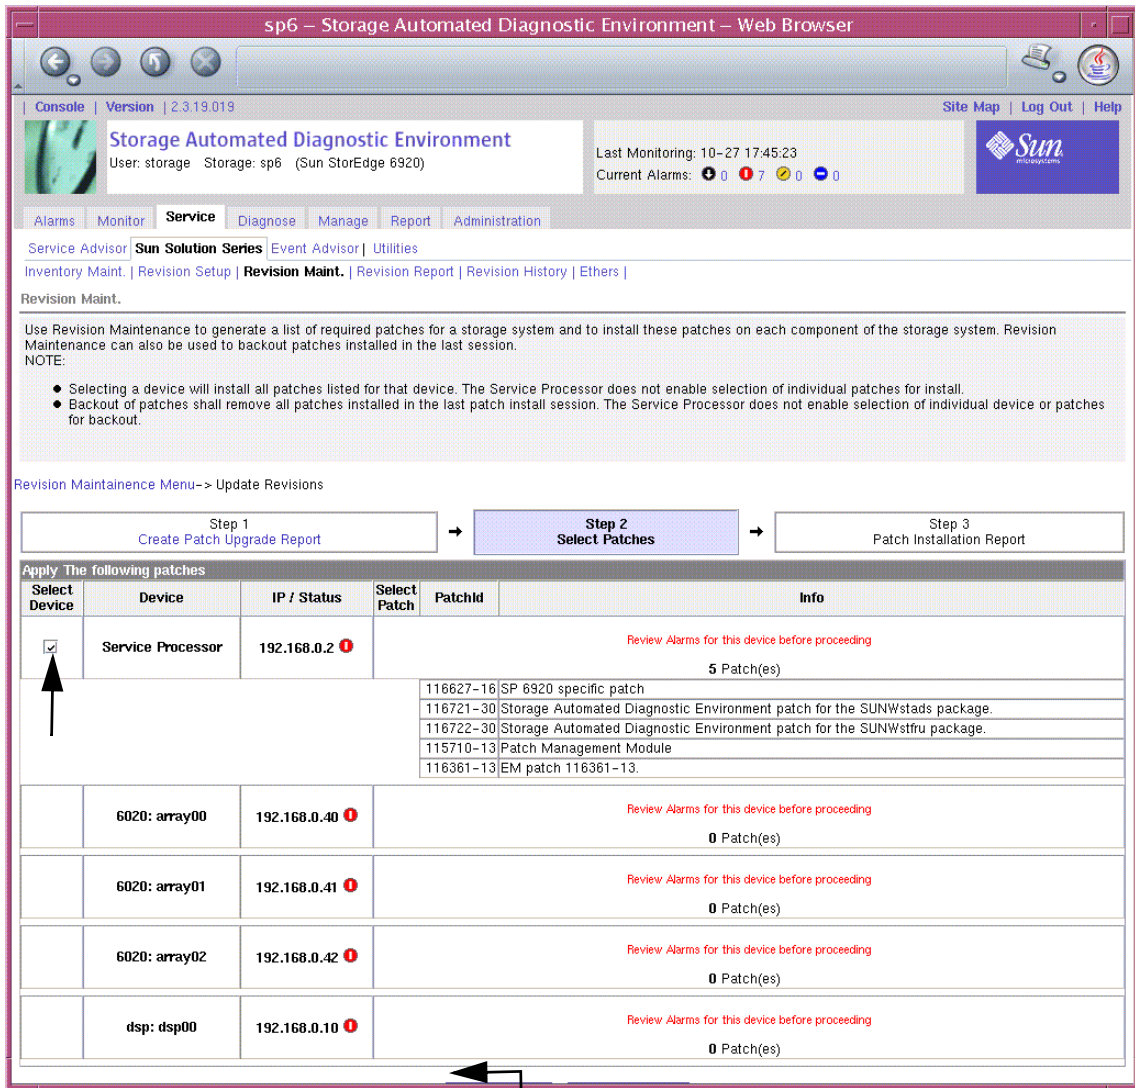 sp6 – Storage Automated Diagnostic Environment – Web Browser
| Console | Version | 2.3.19.019
Site Map | Log Out | Help
Storage Automated Diagnostic Environment
User: storage Storage: sp6 (Sun StorEdge 6920)
Last Monitoring: 10-27 17:45:23
Current Alarms: 0 7 0 0
Sun
microsystems
Alarms Monitor Service Diagnose Manage Report Administration
Service Advisor Sun Solution Series Event Advisor | Utilities
Inventory Maint. | Revision Setup | Revision Maint. | Revision Report | Revision History | Ethers |
Revision Maint.
Use Revision Maintenance to generate a list of required patches for a storage system and to install these patches on each component of the storage system. Revision
Maintenance can also be used to backout patches installed in the last session.
NOTE:
● Selecting a device will install all patches listed for that device. The Service Processor does not enable selection of individual patches for install.
● Backout of patches shall remove all patches installed in the last patch install session. The Service Processor does not enable selection of individual device or patches
for backout.
Revision Maintainence Menu-> Update Revisions
Step 1
Create Patch Upgrade Report
Step 2
Select Patches
Step 3
Patch Installation Report
Apply The following patches
Select Device Device IP / Status Select Patch PatchId Info
Service Processor 192.168.0.2 Review Alarms for this device before proceeding
5 Patch(es)
116627-16 SP 6920 specific patch
116721-30 Storage Automated Diagnostic Environment patch for the SUNWstads package.
116722-30 Storage Automated Diagnostic Environment patch for the SUNWstfru package.
115710-13 Patch Management Module
116361-13 EM patch 116361-13.
6020: array00 192.168.0.40 Review Alarms for this device before proceeding
0 Patch(es)
6020: array01 192.168.0.41 Review Alarms for this device before proceeding
0 Patch(es)
6020: array02 192.168.0.42 Review Alarms for this device before proceeding
0 Patch(es)
dsp: dsp00 192.168.0.10 Review Alarms for this device before proceeding
0 Patch(es)